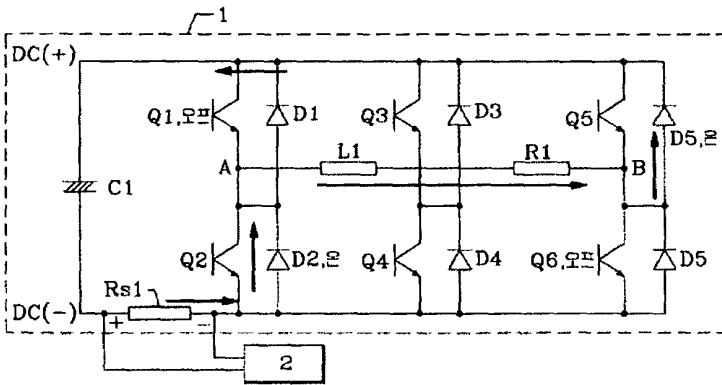 1
DC(+)
Q1,오프
D1
Q3
D3
Q5
D5,온
A
L1
R1
B
C1
Q2
D2,온
Q4
D4
Q6,오프
D5
Rs1
DC(-)
+
−
2